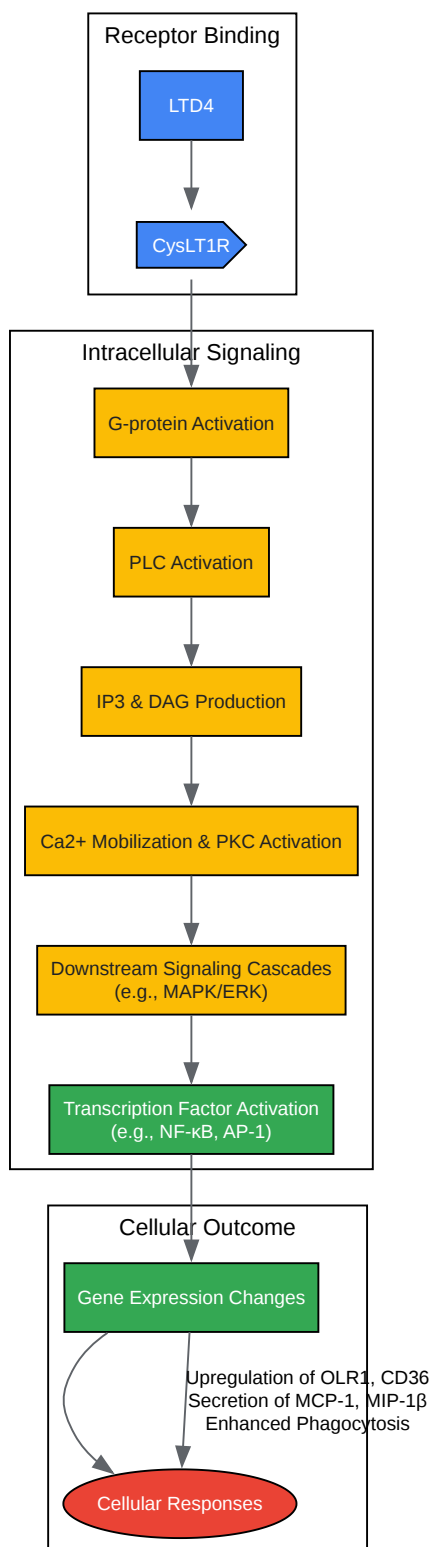 Receptor Binding
LTD4
CysLT1R
Intracellular Signaling
G-protein Activation
PLC Activation
IP3 & DAG Production
Ca2+ Mobilization & PKC Activation
Downstream Signaling Cascades
(e.g., MAPK/ERK)
Transcription Factor Activation
(e.g., NF-κB, AP-1)
Cellular Outcome
Gene Expression Changes
Upregulation of OLR1, CD36
Secretion of MCP-1, MIP-1β
Enhanced Phagocytosis
Cellular Responses